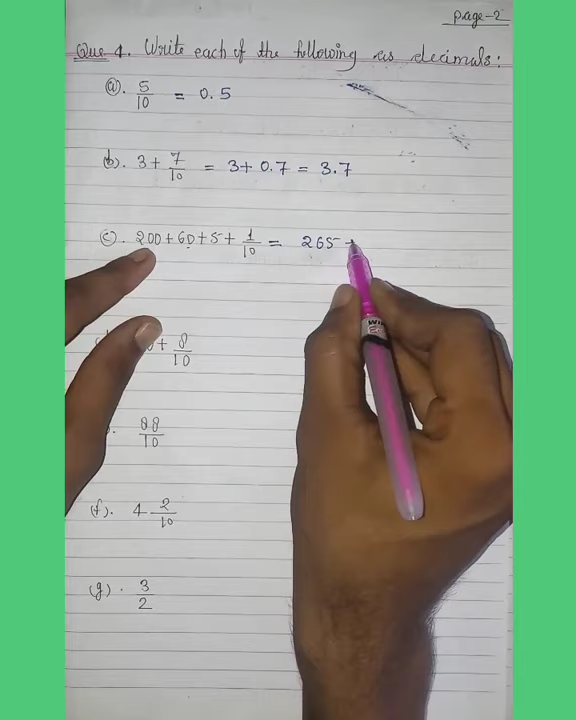 page-2
Que 4. Write each of the following as decimals:
(a). 5/10 = 0.5
(b). 3 + 7/10 = 3 + 0.7 = 3.7
(c). 200 + 60 + 5 + 1/10 = 265 +
+ 8/10
88/10
(f). 4 2/10
(g). 3/2